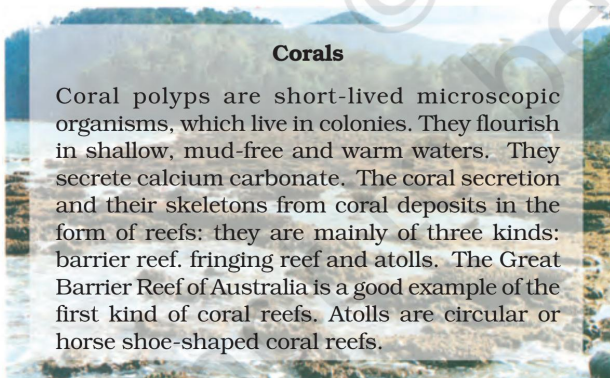 Corals
Coral polyps are short-lived microscopic
organisms, which live in colonies. They flourish
in shallow, mud-free and warm waters. They
secrete calcium carbonate. The coral secretion
and their skeletons from coral deposits in the
form of reefs: they are mainly of three kinds:
barrier reef. fringing reef and atolls. The Great
Barrier Reef of Australia is a good example of the
first kind of coral reefs. Atolls are circular or
horse shoe-shaped coral reefs.